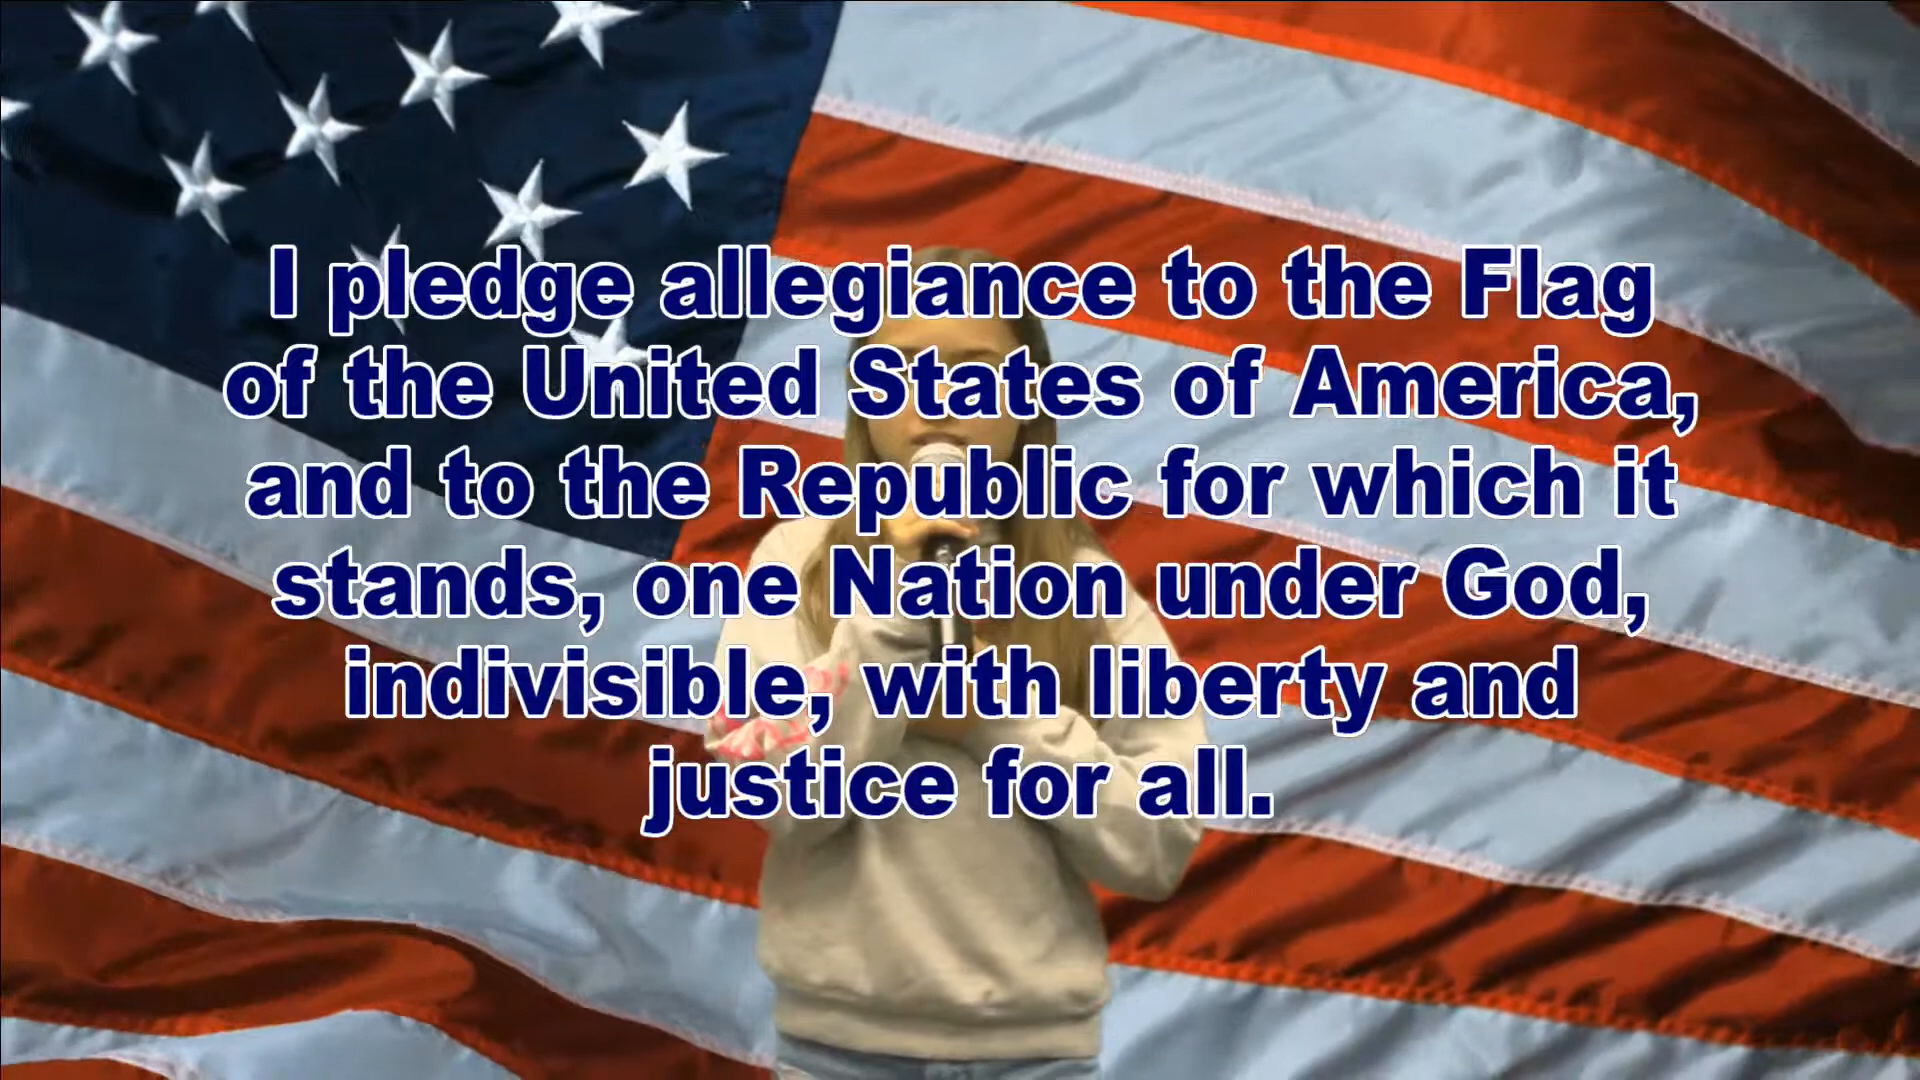 I pledge allegiance to the Flag
of the United States of America,
and to the Republic for which it
stands, one Nation under God,
indivisible, with liberty and
justice for all.